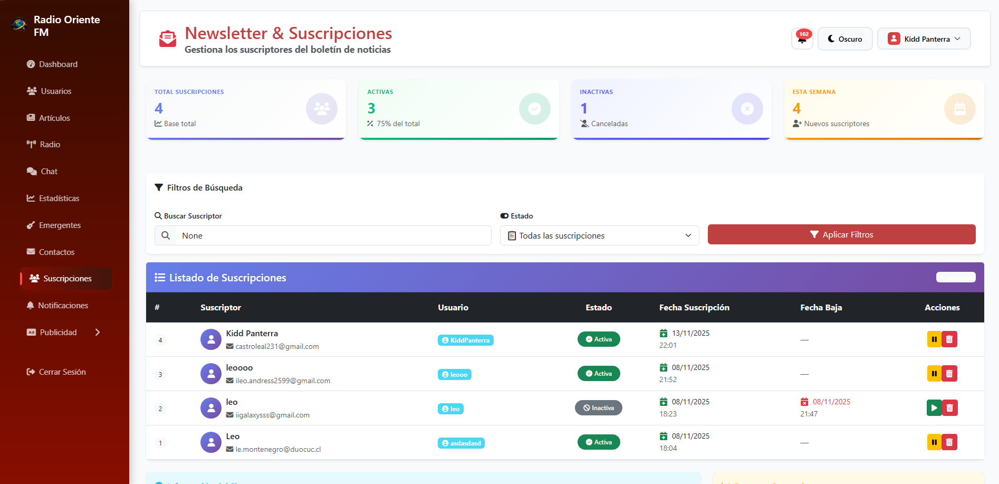 Radio Oriente
FM
Dashboard
Usuarios
Artículos
Radio
Chat
Estadísticas
Emergentes
Contactos
Suscripciones
Notificaciones
Ad Publicidad
Cerrar Sesión
Newsletter & Suscripciones
Gestiona los suscriptores del boletín de noticias
102
Oscuro
Kidd Panterra
TOTAL SUSCRIPCIONES
4
Base total
ACTIVAS
3
75% del total
INACTIVAS
1
Canceladas
ESTA SEMANA
4
Nuevos suscriptores
Filtros de Búsqueda
Buscar Suscriptor
None
Estado
Todas las suscripciones
Aplicar Filtros
Listado de Suscripciones
# Suscriptor Usuario Estado Fecha Suscripción Fecha Baja Acciones
4 Kidd Panterra castroleal231@gmail.com KiddPanterra Activa 13/11/2025 22:01 —
3 leoooo ileo.andress2599@gmail.com leooo Activa 08/11/2025 21:52 —
2 leo iigalaxysss@gmail.com leo Inactiva 08/11/2025 18:23 08/11/2025 21:47
1 Leo le.montenegro@duocuc.cl asdasdasd Activa 08/11/2025 18:04 —